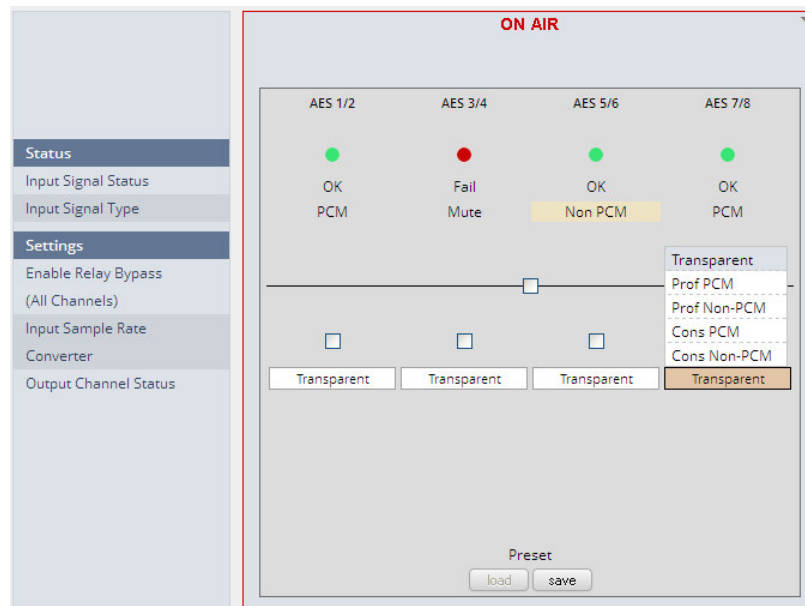 ON AIR
AES 1/2 AES 3/4 AES 5/6 AES 7/8
Status
Input Signal Status OK Fail OK OK
Input Signal Type PCM Mute Non PCM PCM
Settings
Enable Relay Bypass
(All Channels)
Input Sample Rate
Converter
Output Channel Status
Transparent
Prof PCM
Prof Non-PCM
Cons PCM
Cons Non-PCM
Transparent Transparent Transparent Transparent
Preset
load save